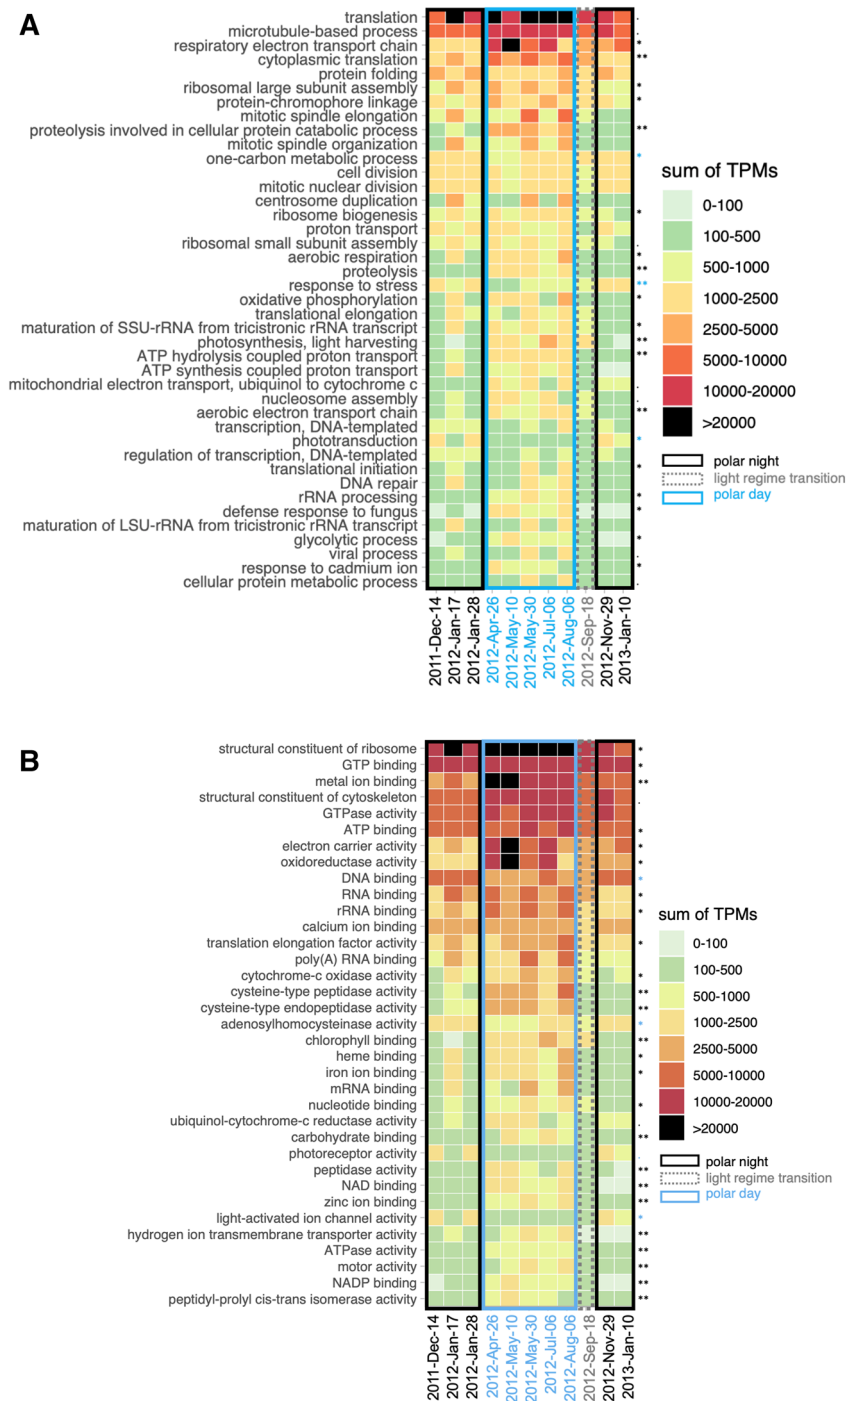 A
translation .
microtubule-based process .
respiratory electron transport chain *
cytoplasmic translation **
protein folding
ribosomal large subunit assembly *
protein-chromophore linkage *
mitotic spindle elongation
proteolysis involved in cellular protein catabolic process **
mitotic spindle organization
one-carbon metabolic process *
cell division
mitotic nuclear division
centrosome duplication
ribosome biogenesis *
proton transport
ribosomal small subunit assembly .
aerobic respiration *
proteolysis **
response to stress **
oxidative phosphorylation *
translational elongation
maturation of SSU-rRNA from tricistronic rRNA transcript *
photosynthesis, light harvesting **
ATP hydrolysis coupled proton transport **
ATP synthesis coupled proton transport
mitochondrial electron transport, ubiquinol to cytochrome c .
nucleosome assembly .
aerobic electron transport chain **
transcription, DNA-templated
phototransduction *
regulation of transcription, DNA-templated
translational initiation *
DNA repair
rRNA processing *
defense response to fungus *
maturation of LSU-rRNA from tricistronic rRNA transcript
glycolytic process *
viral process .
response to cadmium ion *
cellular protein metabolic process .
2011-Dec-14
2012-Jan-17
2012-Jan-28
2012-Apr-26
2012-May-10
2012-May-30
2012-Jul-06
2012-Aug-06
2012-Sep-18
2012-Nov-29
2013-Jan-10
sum of TPMs
0-100
100-500
500-1000
1000-2500
2500-5000
5000-10000
10000-20000
>20000
polar night
light regime transition
polar day
B
structural constituent of ribosome *
GTP binding *
metal ion binding **
structural constituent of cytoskeleton .
GTPase activity
ATP binding *
electron carrier activity *
oxidoreductase activity *
DNA binding *
RNA binding *
rRNA binding *
calcium ion binding
translation elongation factor activity *
poly(A) RNA binding
cytochrome-c oxidase activity *
cysteine-type peptidase activity **
cysteine-type endopeptidase activity **
adenosylhomocysteinase activity *
chlorophyll binding **
heme binding *
iron ion binding *
mRNA binding
nucleotide binding *
ubiquinol-cytochrome-c reductase activity .
carbohydrate binding **
photoreceptor activity .
peptidase activity **
NAD binding **
zinc ion binding **
light-activated ion channel activity *
hydrogen ion transmembrane transporter activity **
ATPase activity **
motor activity **
NADP binding **
peptidyl-prolyl cis-trans isomerase activity **
2011-Dec-14
2012-Jan-17
2012-Jan-28
2012-Apr-26
2012-May-10
2012-May-30
2012-Jul-06
2012-Aug-06
2012-Sep-18
2012-Nov-29
2013-Jan-10
sum of TPMs
0-100
100-500
500-1000
1000-2500
2500-5000
5000-10000
10000-20000
>20000
polar night
light regime transition
polar day